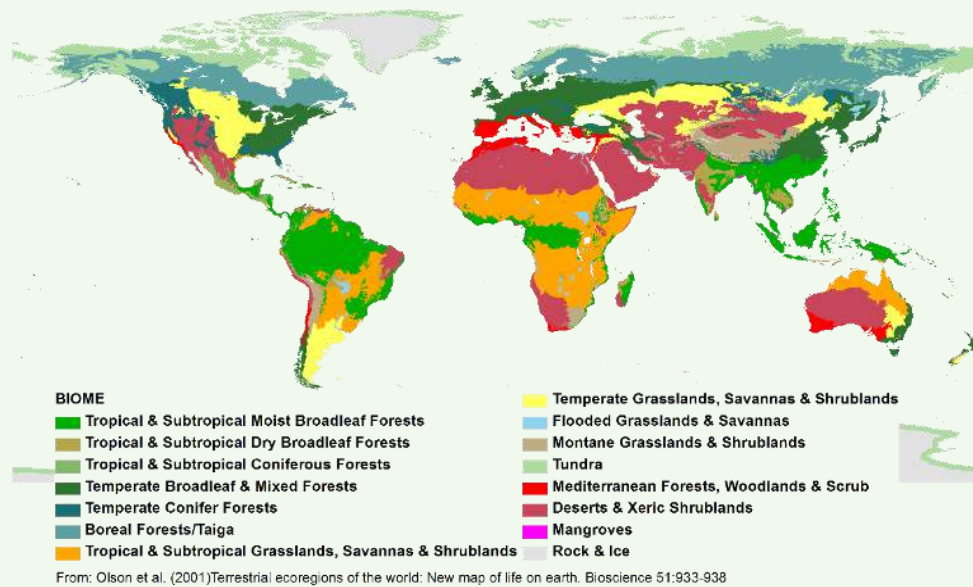 BIOME
Tropical & Subtropical Moist Broadleaf Forests
Tropical & Subtropical Dry Broadleaf Forests
Tropical & Subtropical Coniferous Forests
Temperate Broadleaf & Mixed Forests
Temperate Conifer Forests
Boreal Forests/Taiga
Tropical & Subtropical Grasslands, Savannas & Shrublands
Temperate Grasslands, Savannas & Shrublands
Flooded Grasslands & Savannas
Montane Grasslands & Shrublands
Tundra
Mediterranean Forests, Woodlands & Scrub
Deserts & Xeric Shrublands
Mangroves
Rock & Ice
From: Olson et al. (2001)Terrestrial ecoregions of the world: New map of life on earth. Bioscience 51:933-938